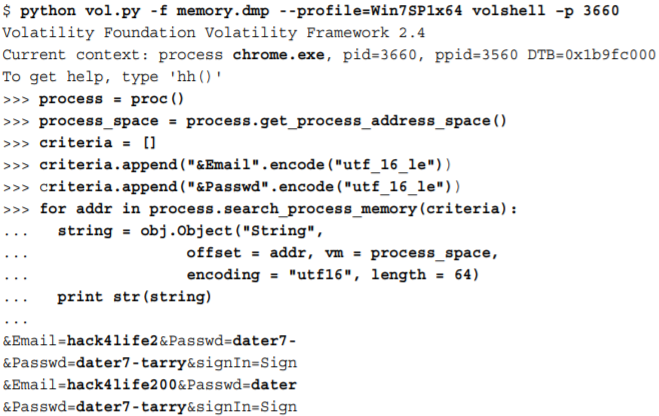 $ python vol.py -f memory.dmp --profile=Win7SP1x64 volshell -p 3660
Volatility Foundation Volatility Framework 2.4
Current context: process chrome.exe, pid=3660, ppid=3560 DTB=0x1b9fc000
To get help, type 'hh()'
>>> process = proc()
>>> process_space = process.get_process_address_space()
>>> criteria = []
>>> criteria.append("&Email".encode("utf_16_le"))
>>> criteria.append("&Passwd".encode("utf_16_le"))
>>> for addr in process.search_process_memory(criteria):
...   string = obj.Object("String",
...              offset = addr, vm = process_space,
...              encoding = "utf16", length = 64)
...   print str(string)
...
&Email=hack4life2&Passwd=dater7-
&Passwd=dater7-tarry&signIn=Sign
&Email=hack4life200&Passwd=dater
&Passwd=dater7-tarry&signIn=Sign